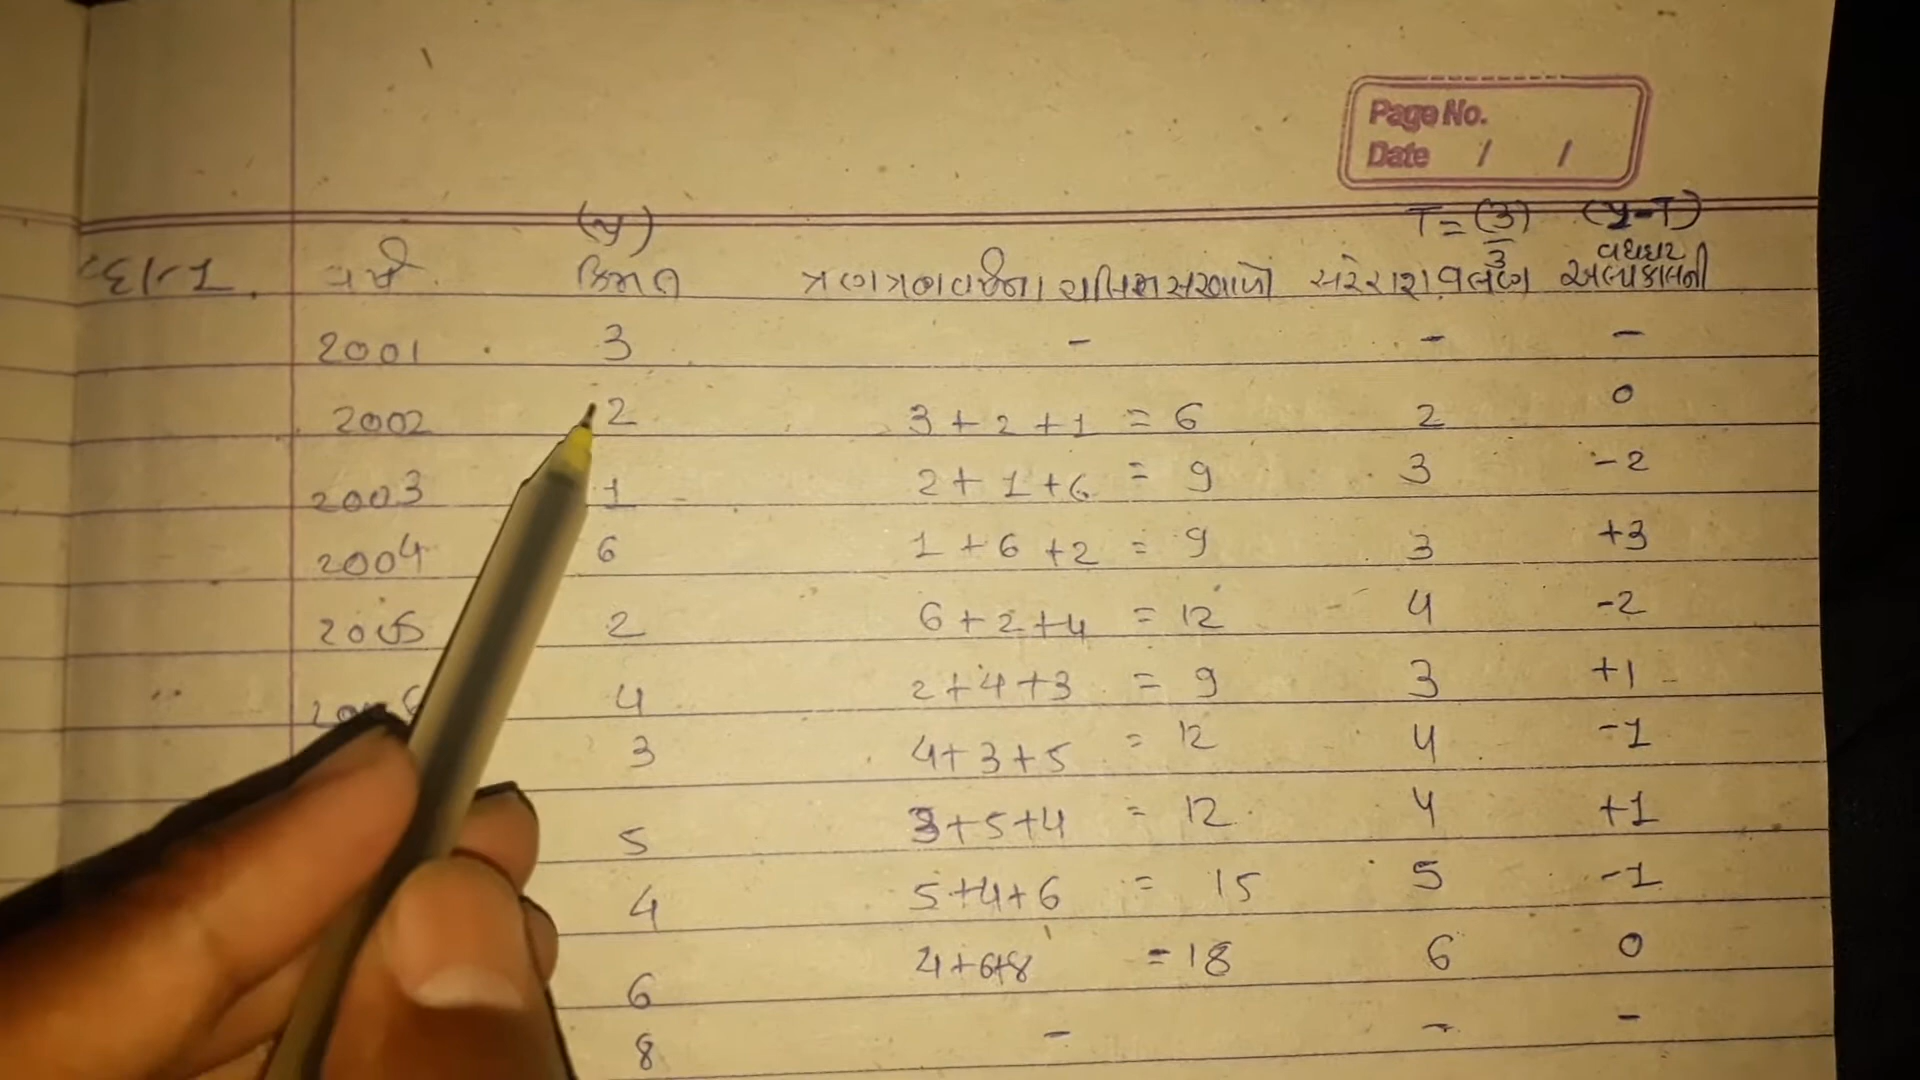 Page No.
Date / /
(y) T = (3)/3 (y-T)
દા-1. વર્ષ કિંમત ત્રણ ત્રણ વર્ષના ચલિત સરવાળો સરેરાશ વલણ વધઘટ અલ્પકાલની
2001 3 - - -
2002 2 3+2+1 = 6 2 0
2003 1 2+1+6 = 9 3 -2
2004 6 1+6+2 = 9 3 +3
2005 2 6+2+4 = 12 4 -2
2006 4 2+4+3 = 9 3 +1
3 4+3+5 = 12 4 -1
5 3+5+4 = 12 4 +1
4 5+4+6 = 15 5 -1
6 4+6+8 = 18 6 0
8 - - -